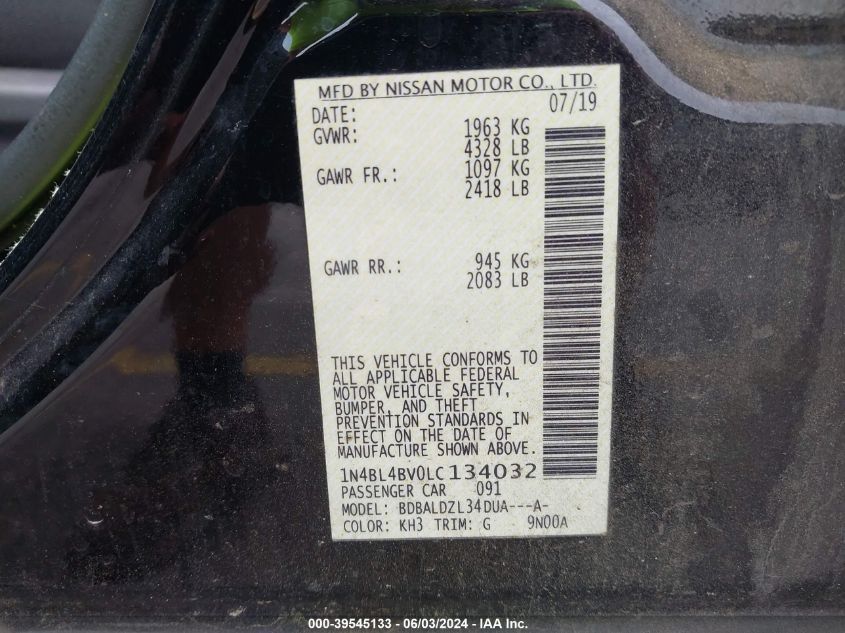 MFD BY NISSAN MOTOR CO., LTD.
DATE: 07/19
GVWR: 1963 KG
4328 LB
GAWR FR.: 1097 KG
2418 LB
GAWR RR.: 945 KG
2083 LB
THIS VEHICLE CONFORMS TO
ALL APPLICABLE FEDERAL
MOTOR VEHICLE SAFETY,
BUMPER, AND THEFT
PREVENTION STANDARDS IN
EFFECT ON THE DATE OF
MANUFACTURE SHOWN ABOVE.
1N4BL4BV0LC134032
PASSENGER CAR 091
MODEL: BDBALDZL34DUA---A-
COLOR: KH3 TRIM: G 9N00A
000-39545133 - 06/03/2024 - IAA Inc.